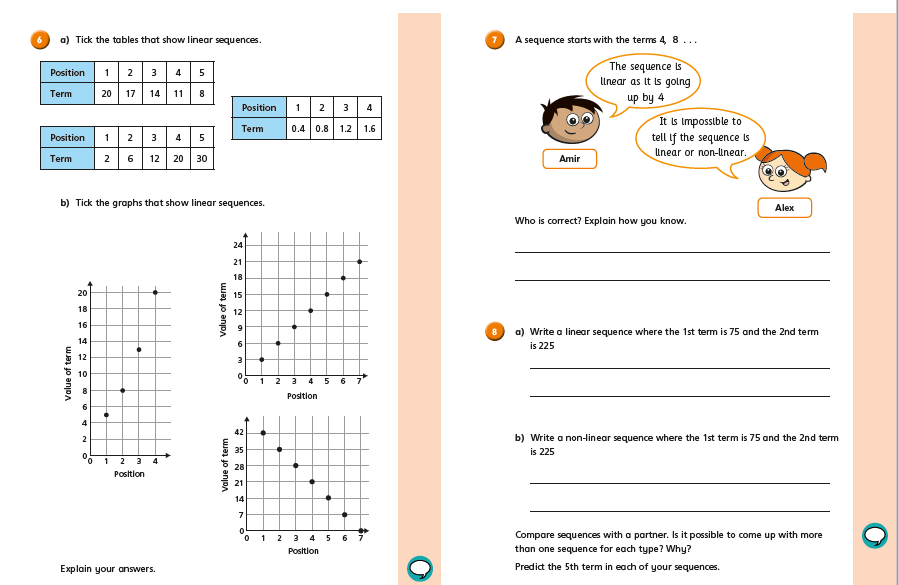 6 a) Tick the tables that show linear sequences.
Position 1 2 3 4 5
Term 20 17 14 11 8
Position 1 2 3 4
Term 0.4 0.8 1.2 1.6
Position 1 2 3 4 5
Term 2 6 12 20 30
b) Tick the graphs that show linear sequences.
Value of term
20
18
16
14
12
10
8
6
4
2
0
0 1 2 3 4
Position
Value of term
24
21
18
15
12
9
6
3
0
0 1 2 3 4 5 6 7
Position
Value of term
42
35
28
21
14
7
0
0 1 2 3 4 5 6 7
Position
Explain your answers.
7 A sequence starts with the terms 4, 8 . . .
The sequence is
linear as it is going
up by 4
Amir
It is impossible to
tell if the sequence is
linear or non-linear.
Alex
Who is correct? Explain how you know.
8 a) Write a linear sequence where the 1st term is 75 and the 2nd term
is 225
b) Write a non-linear sequence where the 1st term is 75 and the 2nd term
is 225
Compare sequences with a partner. Is it possible to come up with more
than one sequence for each type? Why?
Predict the 5th term in each of your sequences.